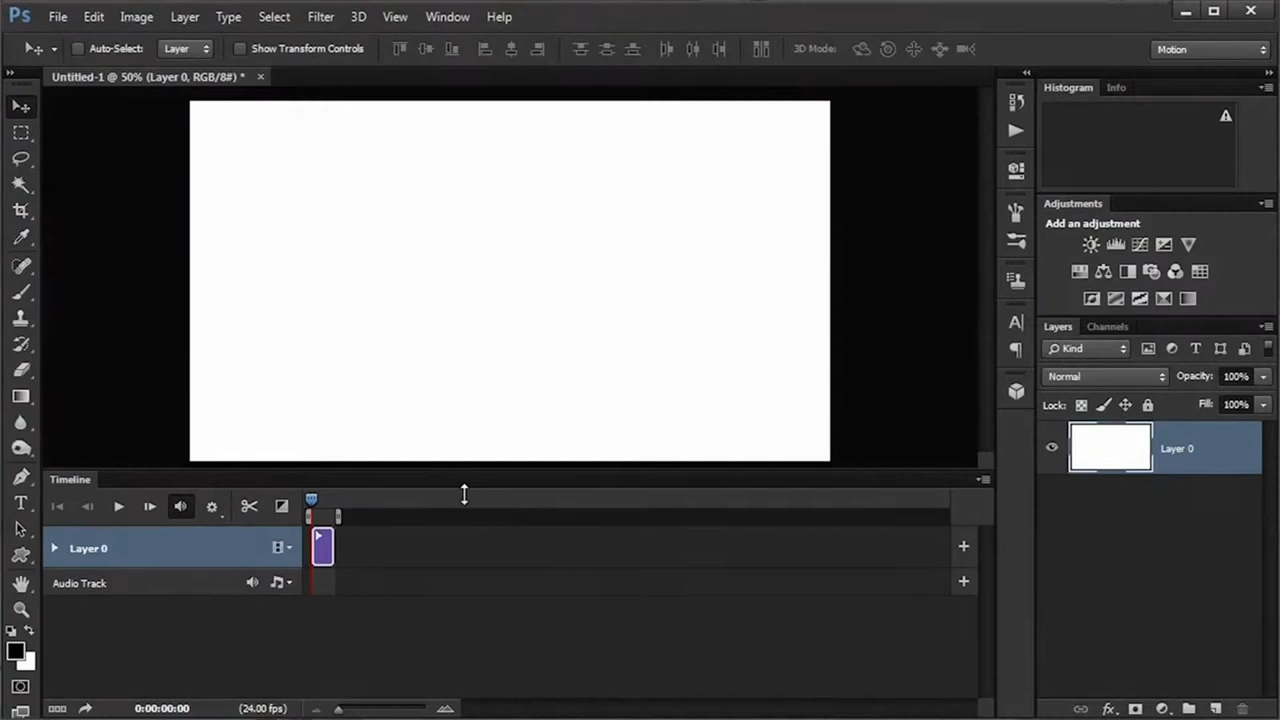 Ps File Edit Image Layer Type Select Filter 3D View Window Help
Auto-Select: Layer Show Transform Controls 3D Mode: Motion
Untitled-1 @ 50% (Layer 0, RGB/8#) *
Histogram Info
Adjustments
Add an adjustment
Layers Channels
Kind
Normal Opacity: 100%
Lock: Fill: 100%
Layer 0
Timeline
Layer 0
Audio Track
0:00:00:00 (24.00 fps)